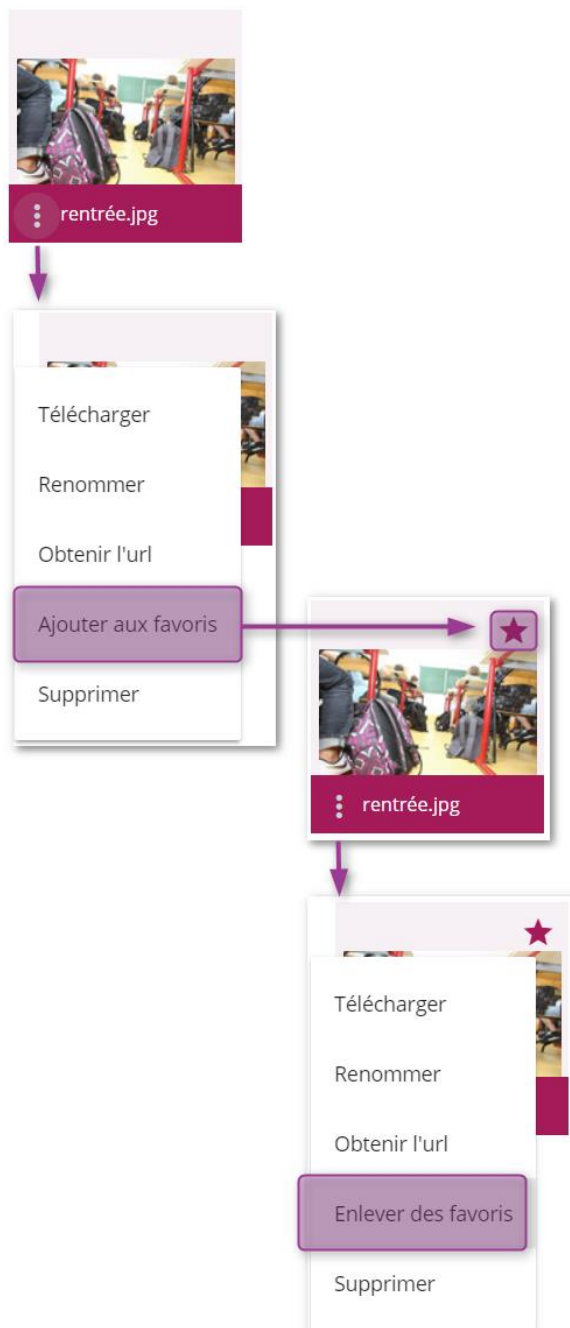 rentrée.jpg
Télécharger
Renommer
Obtenir l'url
Ajouter aux favoris
Supprimer
rentrée.jpg
Télécharger
Renommer
Obtenir l'url
Enlever des favoris
Supprimer